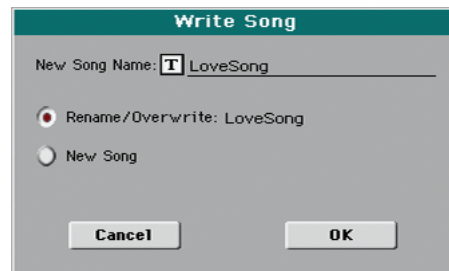 Write Song
New Song Name: T LoveSong
Rename/Overwrite: LoveSong
New Song
Cancel OK